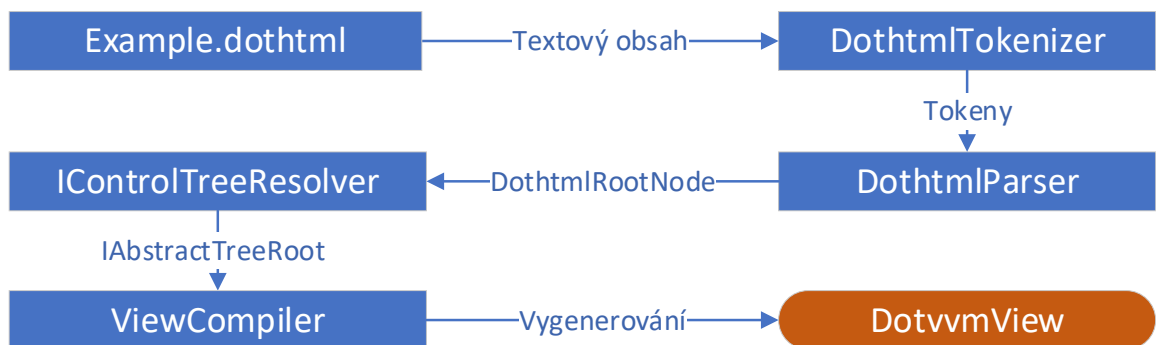 Example.dothtml
Textový obsah
DothtmlTokenizer
Tokeny
DothtmlParser
DothtmlRootNode
IControlTreeResolver
IAbstractTreeRoot
ViewCompiler
Vygenerování
DotvvmView